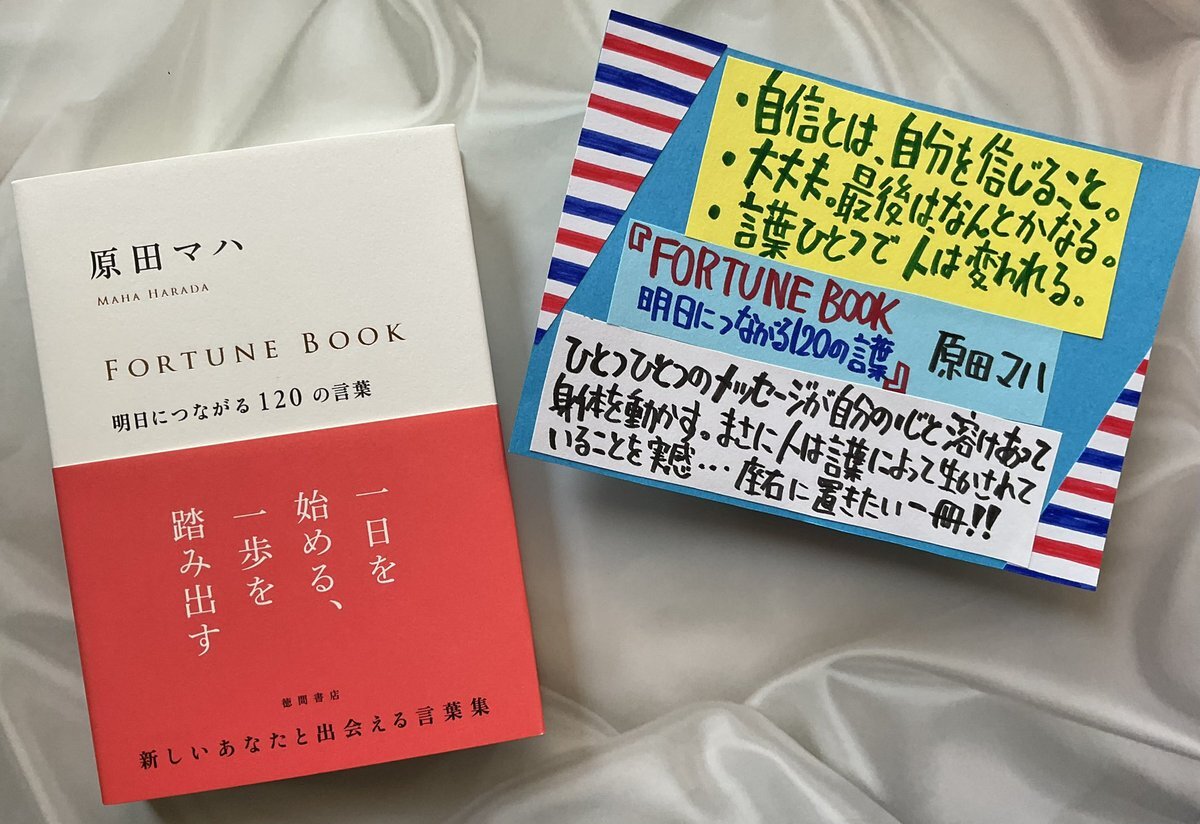 原田マハ
MAHA HARADA
FORTUNE BOOK
明日につながる120の言葉
一日を
始める、
一歩を
踏み出す
徳間書店
新しいあなたと出会える言葉集
・自信とは、自分を信じること。
・大丈夫。最後はなんとかなる。
・言葉ひとつで人は変われる。
『FORTUNE BOOK
明日につながる120の言葉』
原田マハ
ひとつひとつのメッセージが自分の心と溶けあって
身体を動かす。まさに人は言葉によって生かされて
いることを実感…座右に置きたい一冊!!